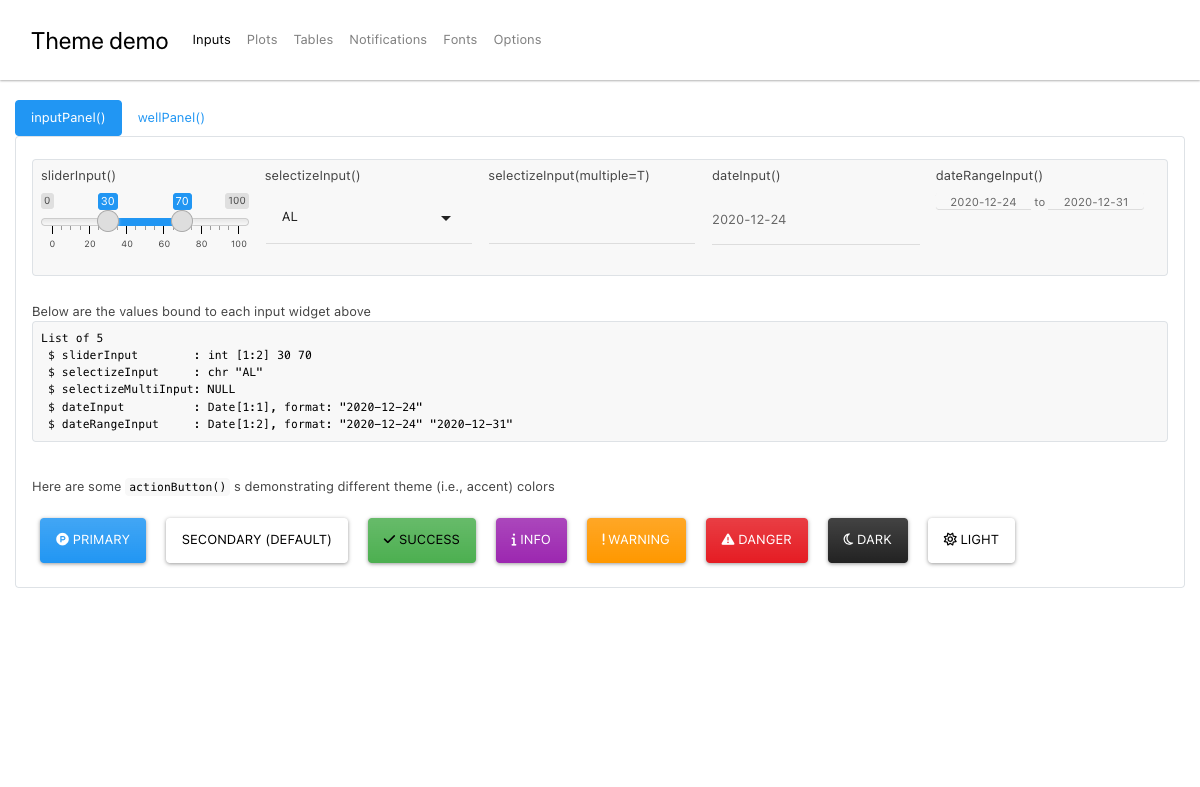 Theme demo Inputs Plots Tables Notifications Fonts Options
inputPanel() wellPanel()
sliderInput() selectizeInput() selectizeInput(multiple=T) dateInput() dateRangeInput()
0 30 70 100
AL
2020-12-24
2020-12-24 to 2020-12-31
0 20 40 60 80 100
Below are the values bound to each input widget above
List of 5
 $ sliderInput        : int [1:2] 30 70
 $ selectizeInput     : chr "AL"
 $ selectizeMultiInput: NULL
 $ dateInput          : Date[1:1], format: "2020-12-24"
 $ dateRangeInput     : Date[1:2], format: "2020-12-24" "2020-12-31"
Here are some actionButton() s demonstrating different theme (i.e., accent) colors
PRIMARY SECONDARY (DEFAULT) SUCCESS INFO WARNING DANGER DARK LIGHT